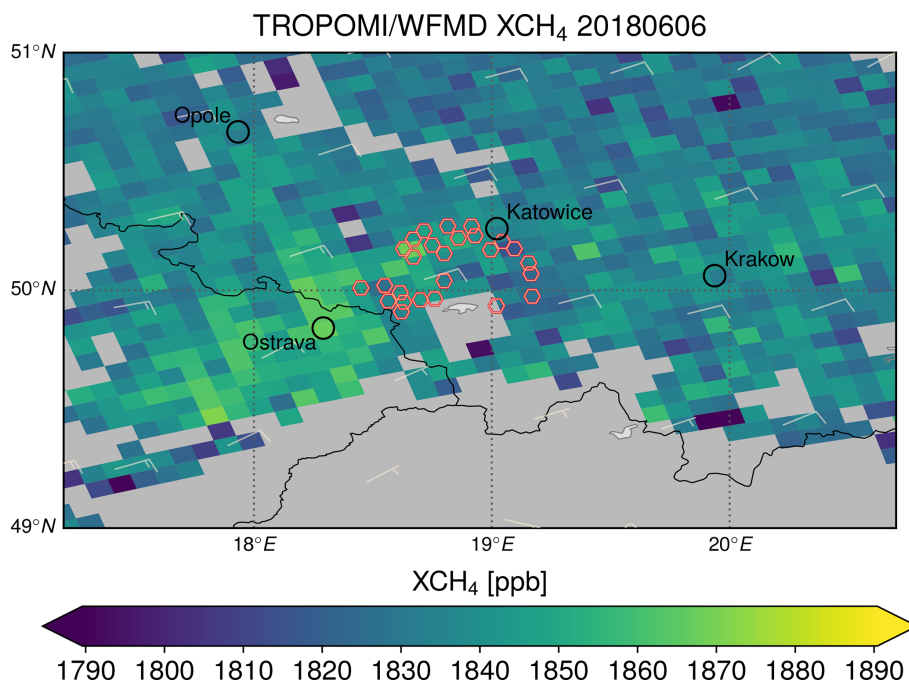 TROPOMI/WFMD XCH₄ 20180606
51°N
Opole
Katowice
Krakow
50°N
Ostrava
49°N
18°E 19°E 20°E
XCH₄ [ppb]
1790 1800 1810 1820 1830 1840 1850 1860 1870 1880 1890